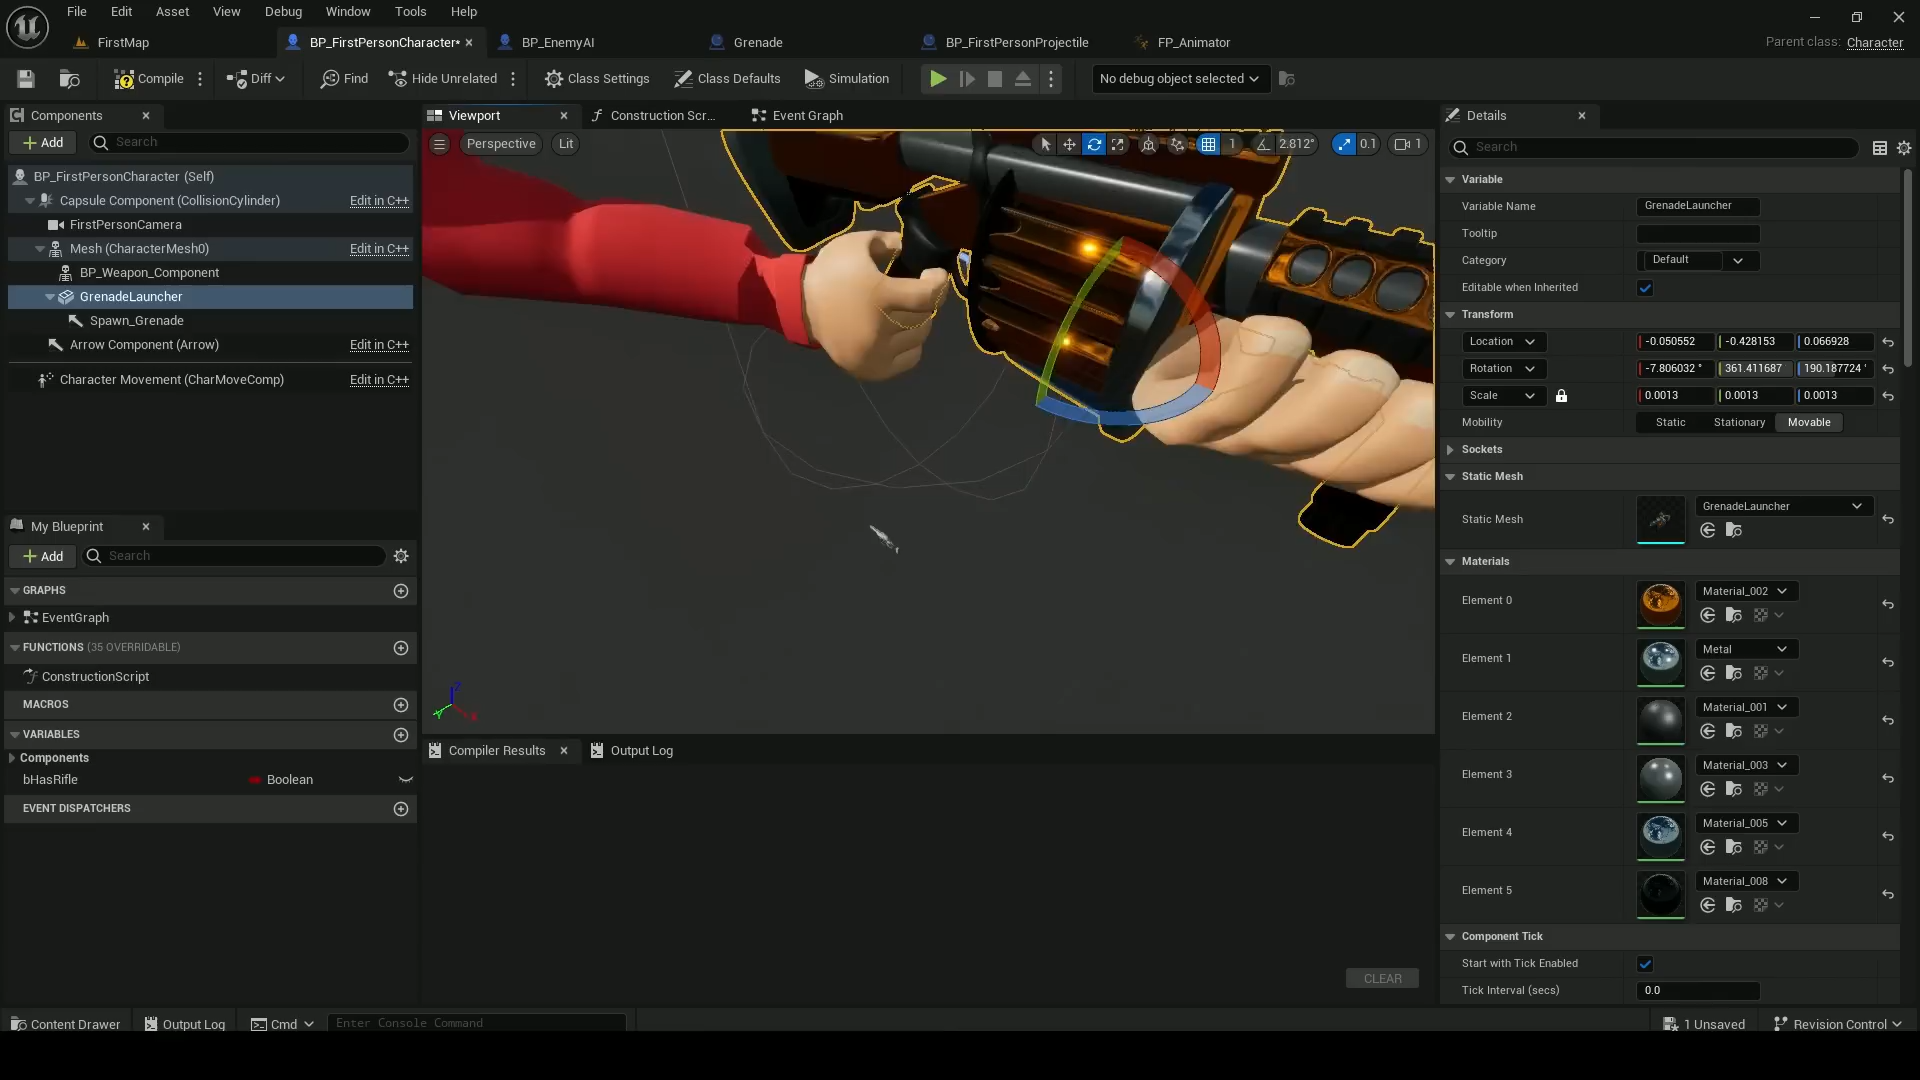 File Edit Asset View Debug Window Tools Help
FirstMap BP_FirstPersonCharacter* BP_EnemyAI Grenade BP_FirstPersonProjectile FP_Animator Parent class: Character
Compile Diff Find Hide Unrelated Class Settings Class Defaults Simulation No debug object selected
Components
Add Search
BP_FirstPersonCharacter (Self)
Capsule Component (CollisionCylinder) Edit in C++
FirstPersonCamera
Mesh (CharacterMesh0) Edit in C++
BP_Weapon_Component
GrenadeLauncher
Spawn_Grenade
Arrow Component (Arrow) Edit in C++
Character Movement (CharMoveComp) Edit in C++
My Blueprint
Add Search
GRAPHS
EventGraph
FUNCTIONS (35 OVERRIDABLE)
ConstructionScript
MACROS
VARIABLES
Components
bHasRifle Boolean
EVENT DISPATCHERS
Viewport Construction Scr... Event Graph
Perspective Lit 1 2.812° 0.1 1
Z
Y X
Compiler Results Output Log
CLEAR
Details
Search
Variable
Variable Name GrenadeLauncher
Tooltip
Category Default
Editable when Inherited
Transform
Location -0.050552 -0.428153 0.066928
Rotation -7.806032 ° 361.411687 190.187724 °
Scale 0.0013 0.0013 0.0013
Mobility Static Stationary Movable
Sockets
Static Mesh
Static Mesh GrenadeLauncher
Materials
Element 0 Material_002
Element 1 Metal
Element 2 Material_001
Element 3 Material_003
Element 4 Material_005
Element 5 Material_008
Component Tick
Start with Tick Enabled
Tick Interval (secs) 0.0
Content Drawer Output Log Cmd Enter Console Command 1 Unsaved Revision Control